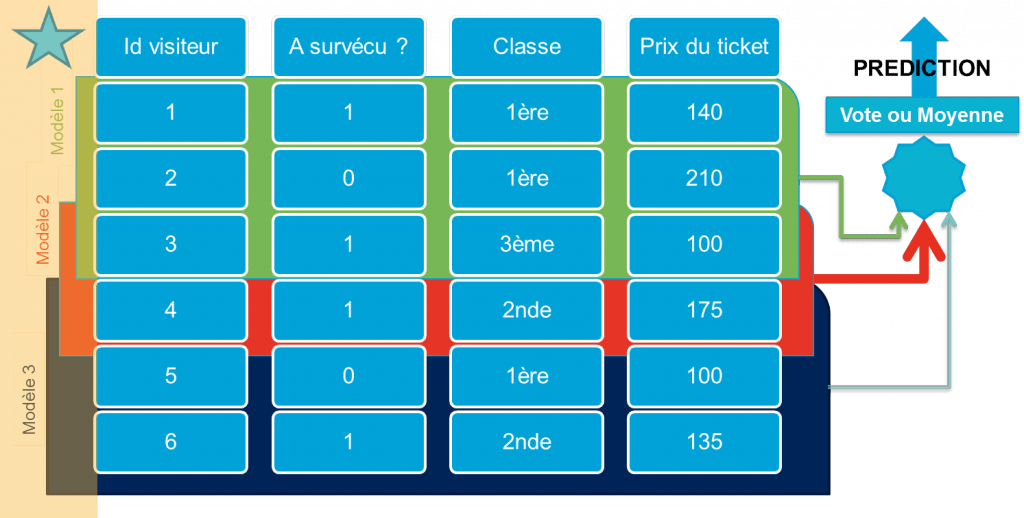 Id visiteur A survécu ? Classe Prix du ticket
PREDICTION
Modèle 1
Vote ou Moyenne
1 1 1ère 140
2 0 1ère 210
Modèle 2
3 1 3ème 100
4 1 2nde 175
Modèle 3
5 0 1ère 100
6 1 2nde 135